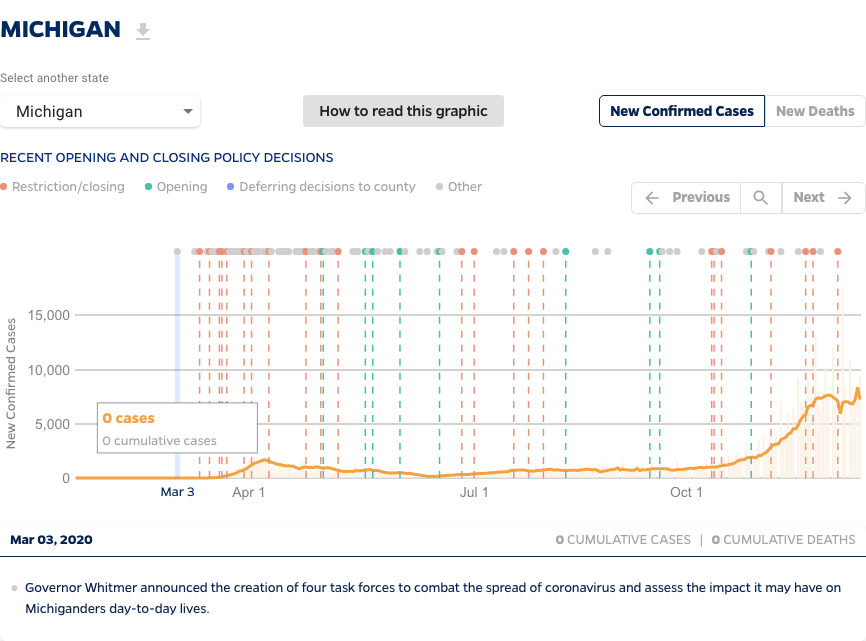 MICHIGAN
Select another state
Michigan
How to read this graphic
New Confirmed Cases
New Deaths
RECENT OPENING AND CLOSING POLICY DECISIONS
Restriction/closing
Opening
Deferring decisions to county
Other
Previous
Next
New Confirmed Cases
15,000
10,000
5,000
0
0 cases
0 cumulative cases
Mar 3
Apr 1
Jul 1
Oct 1
Mar 03, 2020
0 CUMULATIVE CASES | 0 CUMULATIVE DEATHS
Governor Whitmer announced the creation of four task forces to combat the spread of coronavirus and assess the impact it may have on
Michiganders day-to-day lives.